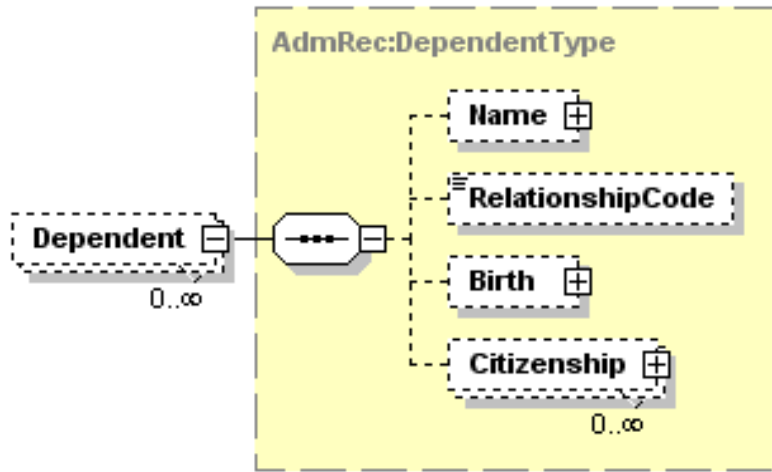 AdmRec:DependentType
Name
RelationshipCode
Dependent
0..∞
Birth
Citizenship
0..∞